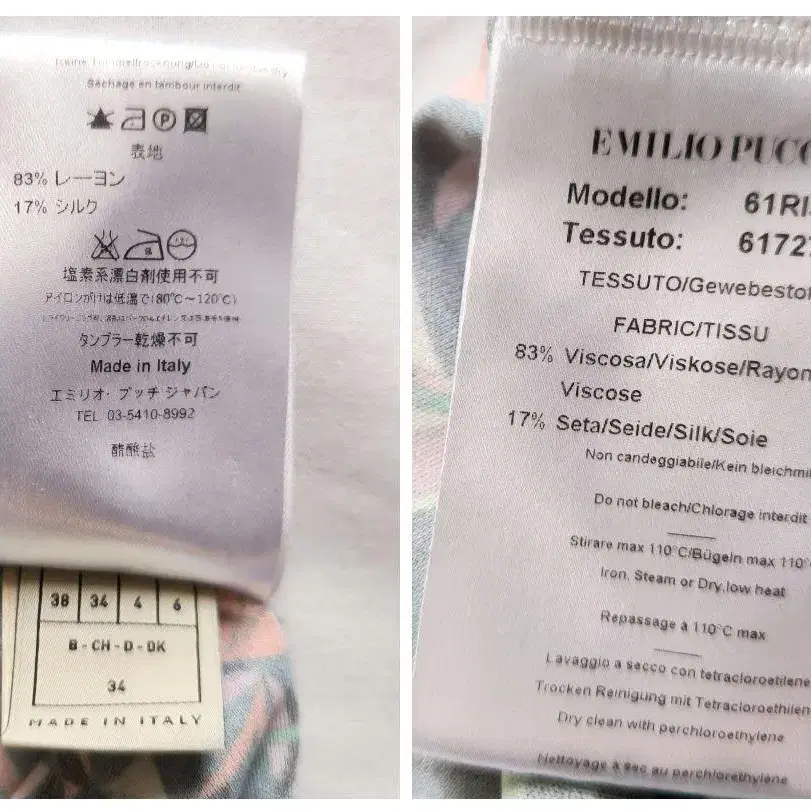 Séchage en tambour interdit
P
表地
83% レーヨン
17% シルク
塩素系漂白剤使用不可
アイロンがけは低温で(80℃～120℃)
タンブラー乾燥不可
Made in Italy
エミリオ・プッチ ジャパン
TEL 03-5410-8992
醋酸盐
38 34 4 6
B - CH - D - DK
34
MADE IN ITALY
EMILIO PUCC
Modello: 61RI
Tessuto: 6172
TESSUTO/Gewebestof
FABRIC/TISSU
83% Viscosa/Viskose/Rayon
Viscose
17% Seta/Seide/Silk/Soie
Non candeggiabile/Kein bleichmi
Do not bleach/Chlorage interdit
Stirare max 110°C/Bügeln max 110°
Iron, Steam or Dry,low heat
Repassage à 110°C max
Lavaggio a secco con tetracloroetilene
Trocken Reinigung mit Tetracloroethilen
Dry clean with perchloroethylene
Nettoyage à sec au perchlorethylène